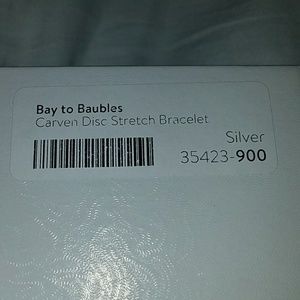 Bay to Baubles
Carven Disc Stretch Bracelet
Silver
35423-900